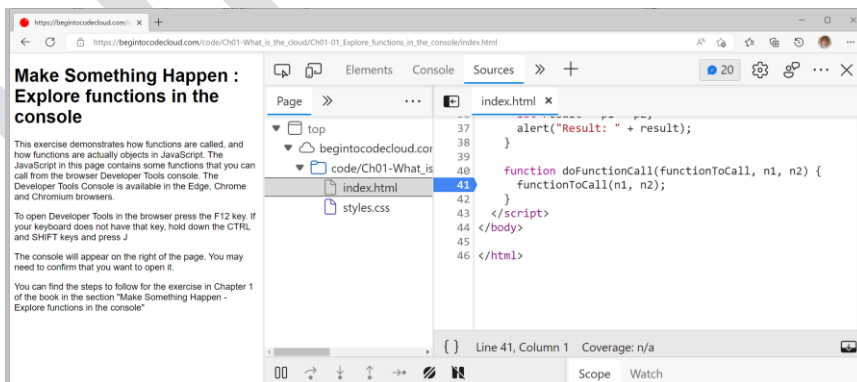 https://begintocodecloud.com/c
https://begintocodecloud.com/code/Ch01-What_is_the_cloud/Ch01-01_Explore_functions_in_the_console/index.html
Make Something Happen :
Explore functions in the
console
This exercise demonstrates how functions are called, and
how functions are actually objects in JavaScript. The
JavaScript in this page contains some functions that you can
call from the browser Developer Tools console. The
Developer Tools Console is available in the Edge, Chrome
and Chromium browsers.
To open Developer Tools in the browser press the F12 key. If
your keyboard does not have that key, hold down the CTRL
and SHIFT keys and press J
The console will appear on the right of the page. You may
need to confirm that you want to open it.
You can find the steps to follow for the exercise in Chapter 1
of the book in the section "Make Something Happen -
Explore functions in the console"
Elements Console Sources 20
Page
top
begintocodecloud.cor
code/Ch01-What_is
index.html
styles.css
index.html
37 alert("Result: " + result);
38 }
39
40 function doFunctionCall(functionToCall, n1, n2) {
41 functionToCall(n1, n2);
42 }
43 </script>
44 </body>
45
46 </html>
{ } Line 41, Column 1 Coverage: n/a
Scope Watch